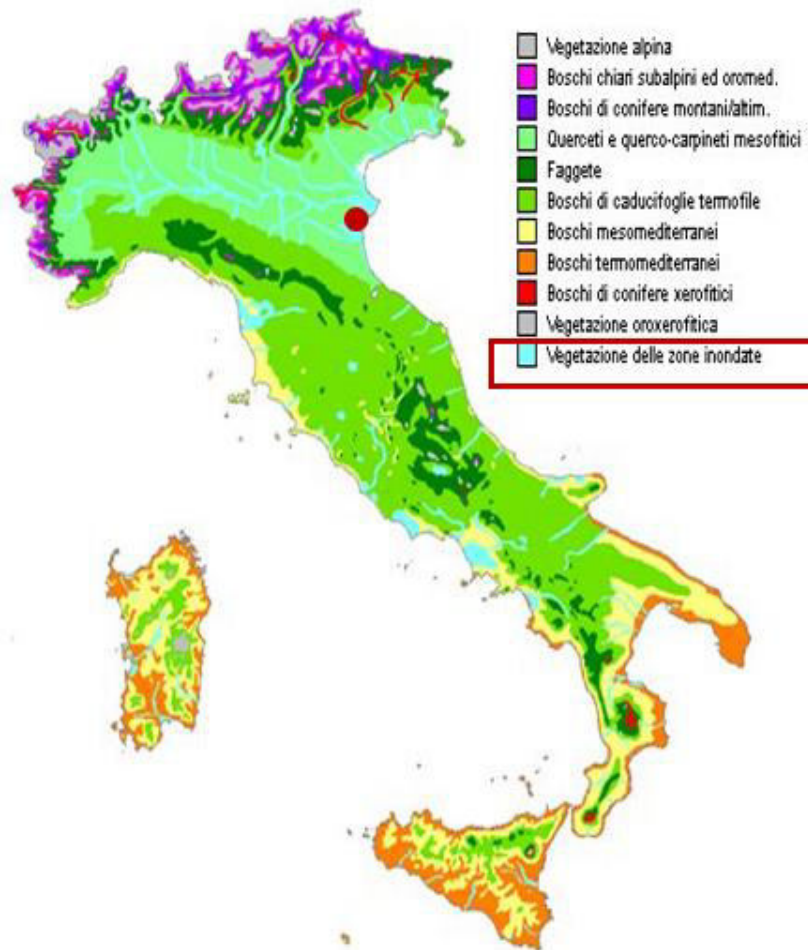 Vegetazione alpina
Boschi chiari subalpini ed oromed.
Boschi di conifere montani/altim.
Querceti e querco-carpineti mesofitici
Faggete
Boschi di caducifoglie termofile
Boschi mesomediterranei
Boschi termomediterranei
Boschi di conifere xerofitici
Vegetazione oroxerofitica
Vegetazione delle zone inondate